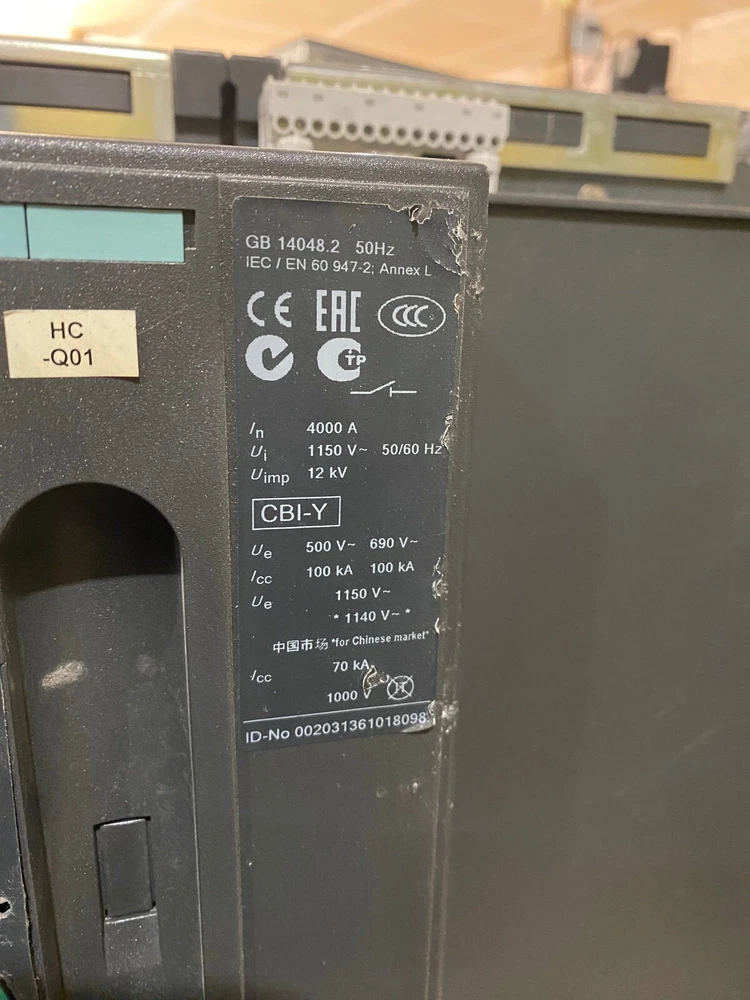 GB 14048.2 50Hz
IEC / EN 60 947-2; Annex L
CE EAC CCC
TP
HC
-Q01
In 4000 A
Ui 1150 V~ 50/60 Hz
Uimp 12 kV
CBI-Y
Ue 500 V~ 690 V~
Icc 100 kA 100 kA
Ue 1150 V~
* 1140 V~ *
中国市场 *for Chinese market*
Icc 70 kA
1000 V IT
ID-No 002031361018098